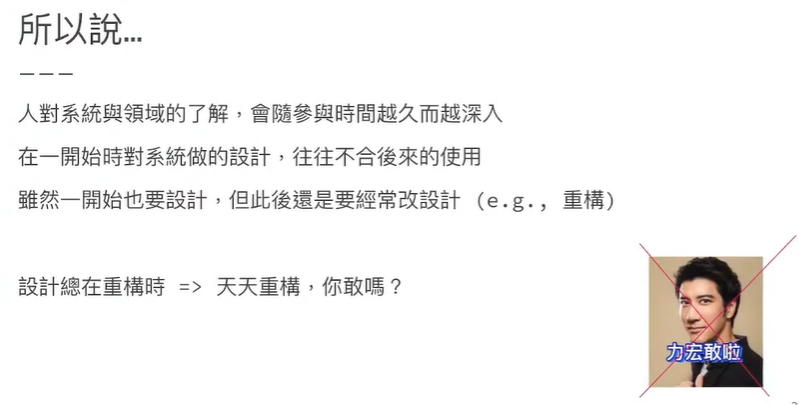 所以說…
———
人對系統與領域的了解，會隨參與時間越久而越深入
在一開始時對系統做的設計，往往不合後來的使用
雖然一開始也要設計，但此後還是要經常改設計 (e.g., 重構)
設計總在重構時 => 天天重構，你敢嗎？
力宏敢啦